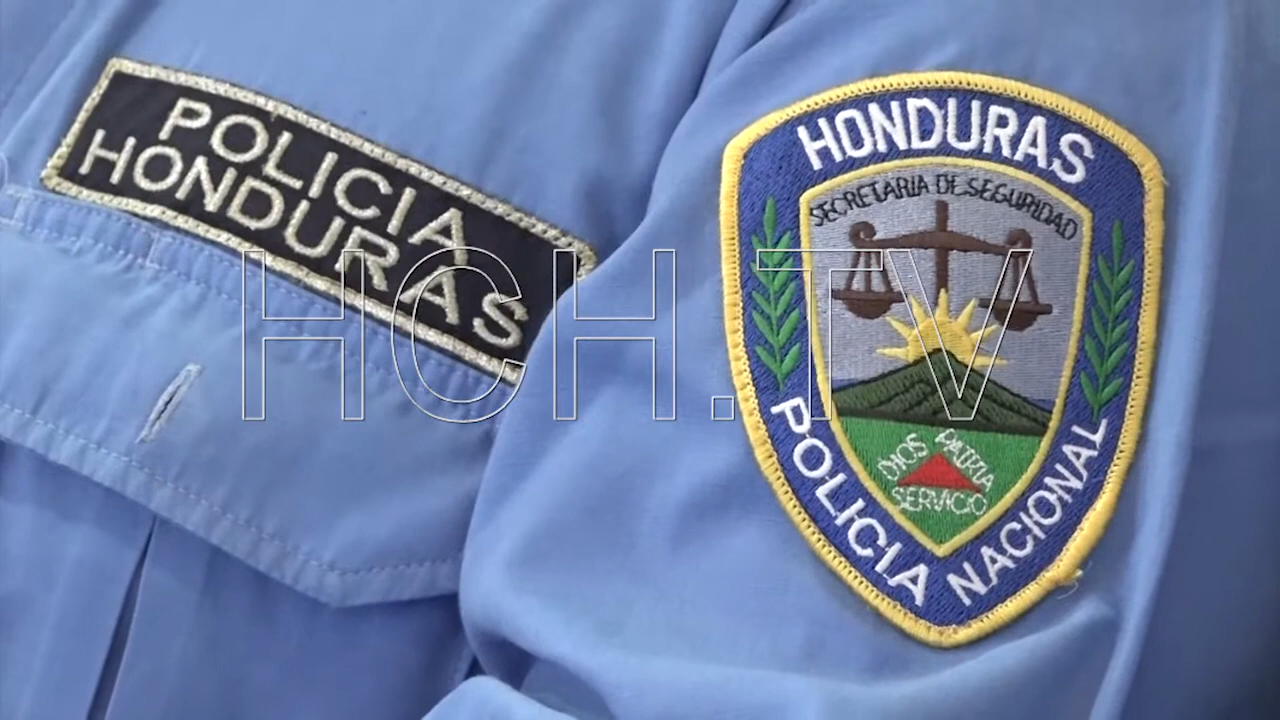 POLICIA
HONDURAS
HONDURAS
SECRETARIA DE SEGURIDAD
DIOS PATRIA
SERVICIO
POLICIA NACIONAL
HCH.TV